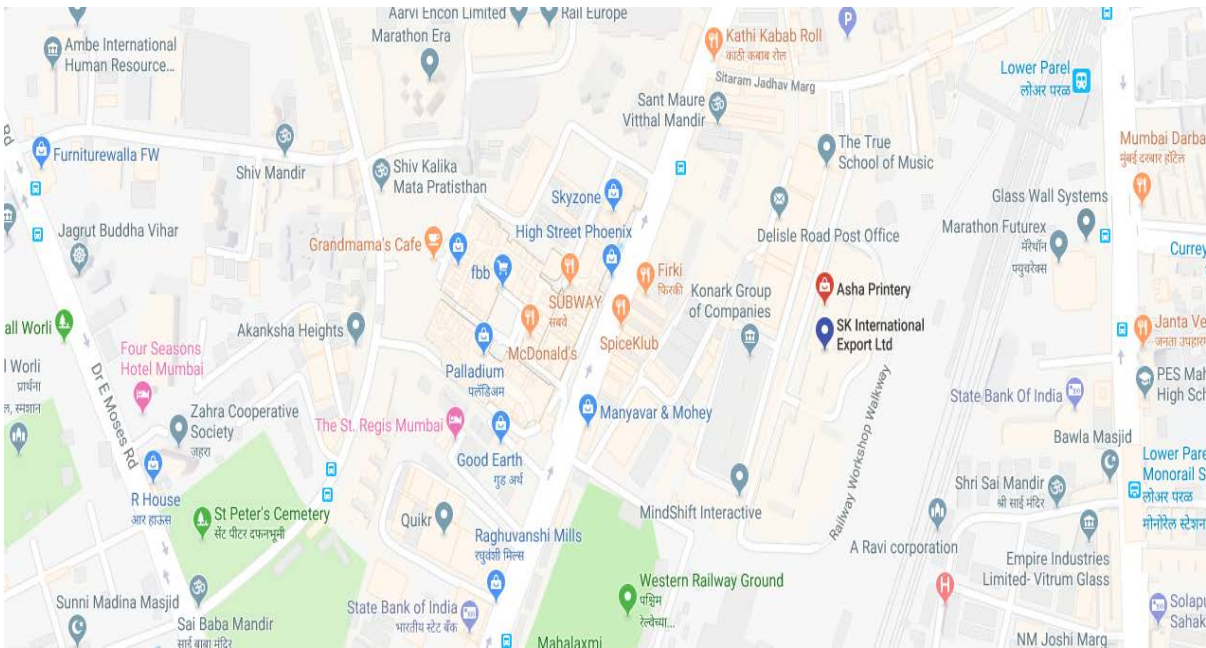 Aarvi Encon Limited
Rail Europe
Marathon Era
Ambe International
Human Resource...
Kathi Kabab Roll
काठी कबाब रोल
P
Sitaram Jadhav Marg
Lower Parel
लोअर परळ
Sant Maure
Vitthal Mandir
Rd
Furniturewalla FW
Shiv Mandir
Shiv Kalika
Mata Pratisthan
The True
School of Music
Mumbai Darba
मुंबई दरबार हॉटेल
Skyzone
Glass Wall Systems
Jagrut Buddha Vihar
Grandmama's Cafe
High Street Phoenix
Delisle Road Post Office
Marathon Futurex
मॅरेथॉन
फ्युचरेक्स
Currey
fbb
SUBWAY
सबवे
Firki
फिरकी
Konark Group
of Companies
Asha Printery
all Worli
Akanksha Heights
McDonald's
SpiceKlub
SK International
Export Ltd
Janta Ve
जनता उपहार
Four Seasons
Hotel Mumbai
l Worli
प्रार्थना
ल, स्मशान
Palladium
पलॅडिअम
PES Mah
High Sch
State Bank Of India
Dr E Moses Rd
Zahra Cooperative
Society
ज़हरा
The St. Regis Mumbai
Manyavar & Mohey
Railway Workshop Walkway
Bawla Masjid
Good Earth
गुड अर्थ
Lower Pare
Monorail S
लोअर परळ
मोनोरेल स्टेशन
R House
आर हाऊस
Shri Sai Mandir
श्री साई मंदिर
St Peter's Cemetery
सेंट पीटर दफनभूमी
Quikr
MindShift Interactive
Raghuvanshi Mills
रघुवंशी मिल्स
A Ravi corporation
Empire Industries
Limited- Vitrum Glass
Western Railway Ground
पश्चिम
रेल्वेच्या...
H
Sunni Madina Masjid
State Bank of India
भारतीय स्टेट बँक
Solapu
Sahak
Sai Baba Mandir
साई बाबा मंदिर
Mahalaxmi
NM Joshi Marg